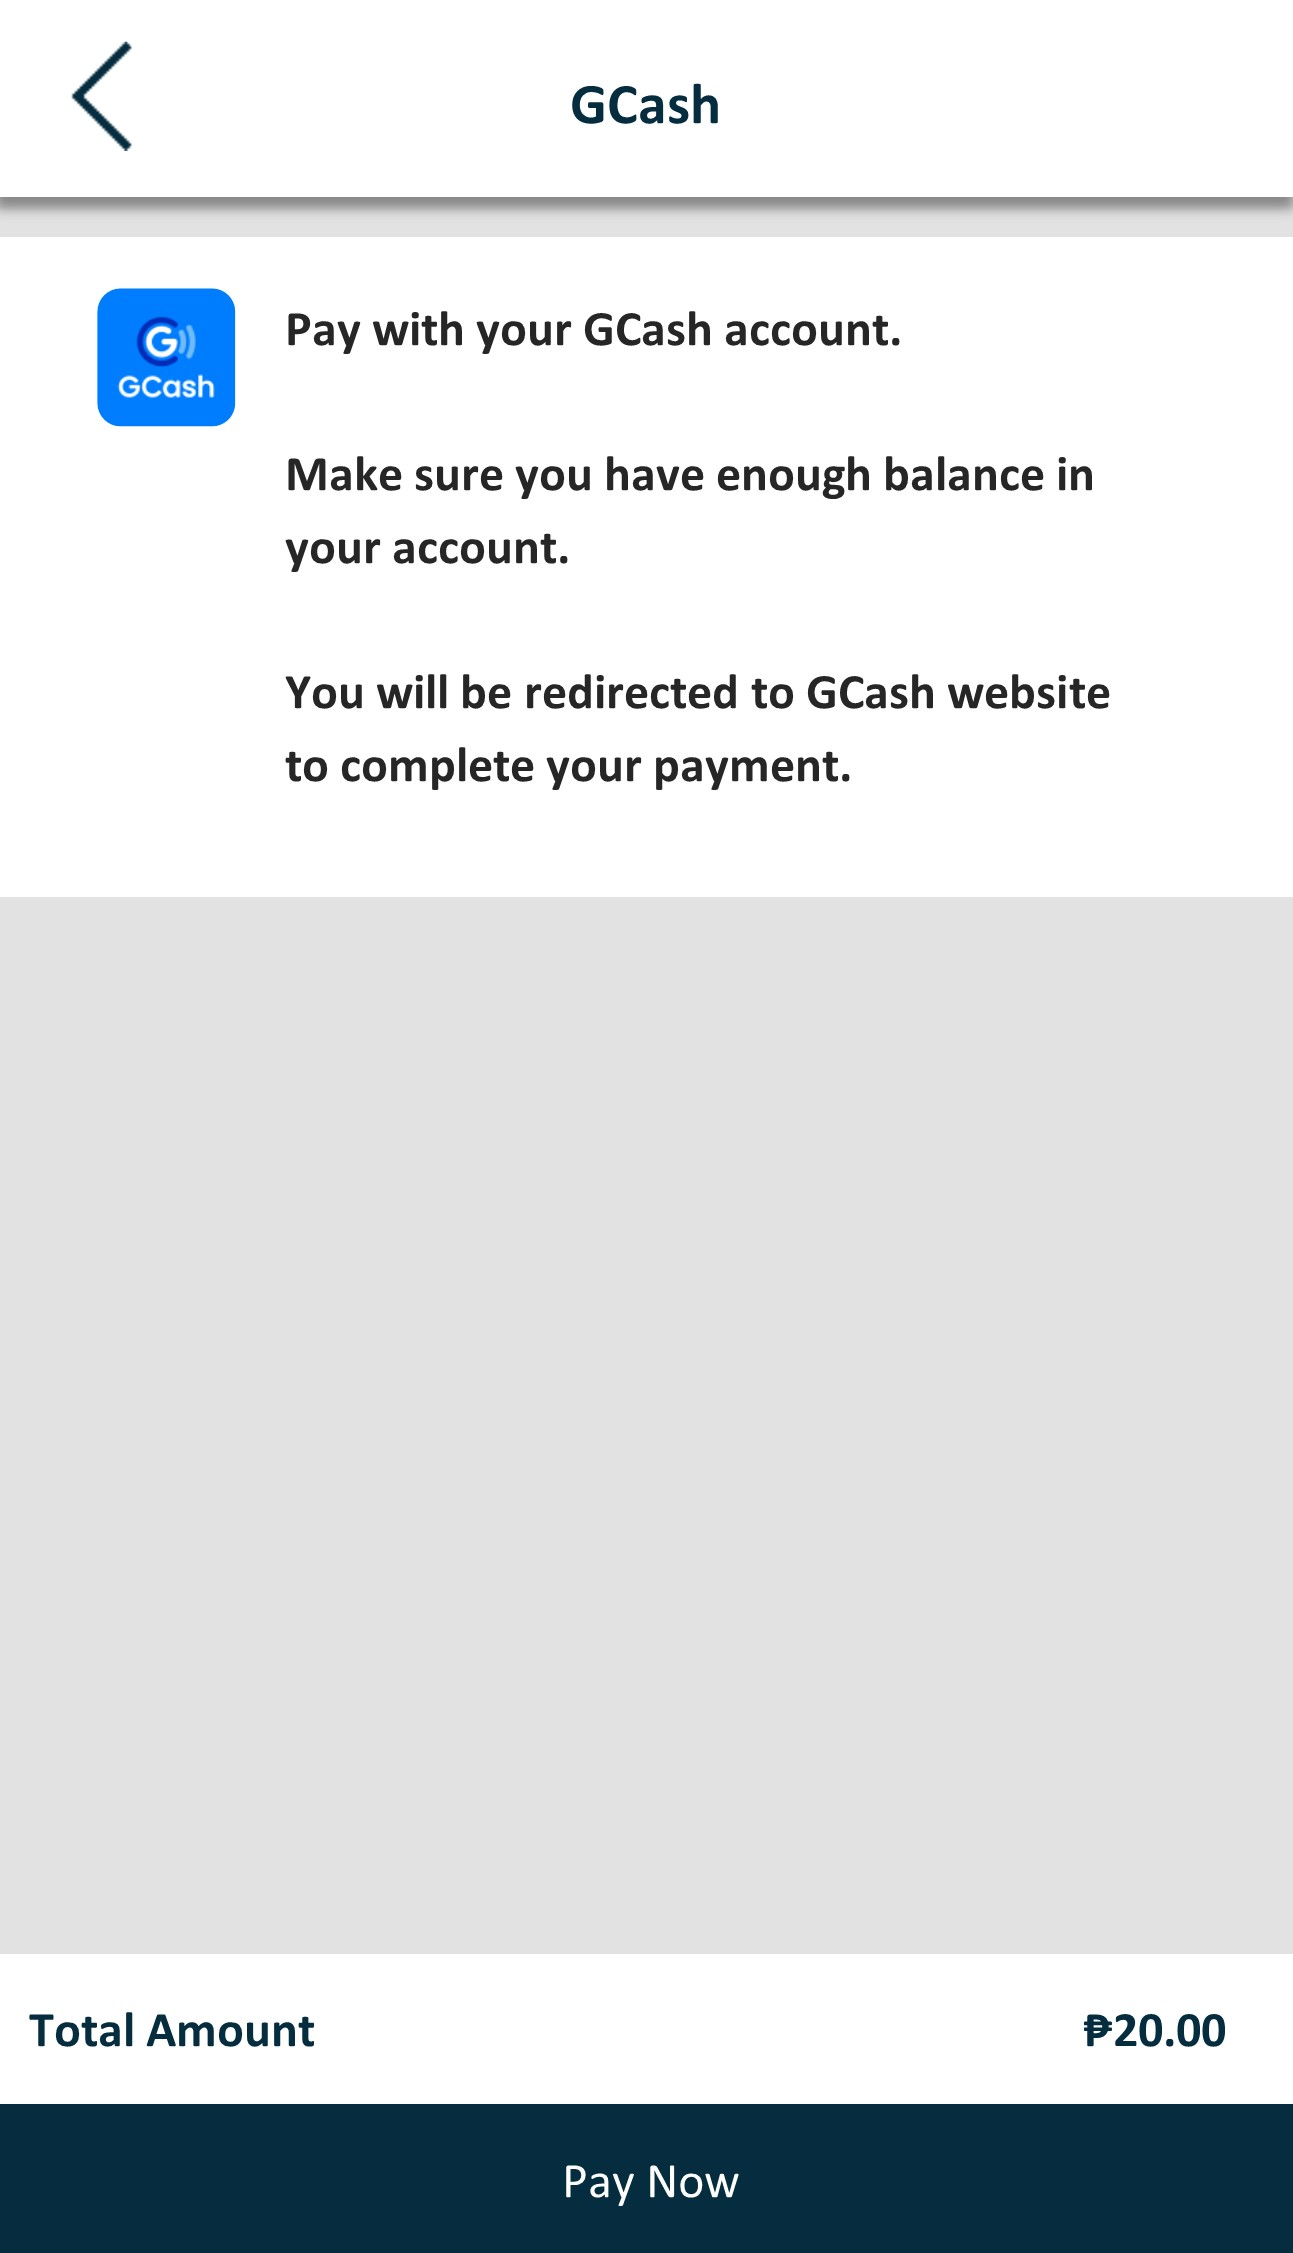 GCash
GCash
Pay with your GCash account.
Make sure you have enough balance in
your account.
You will be redirected to GCash website
to complete your payment.
Total Amount ₱20.00
Pay Now